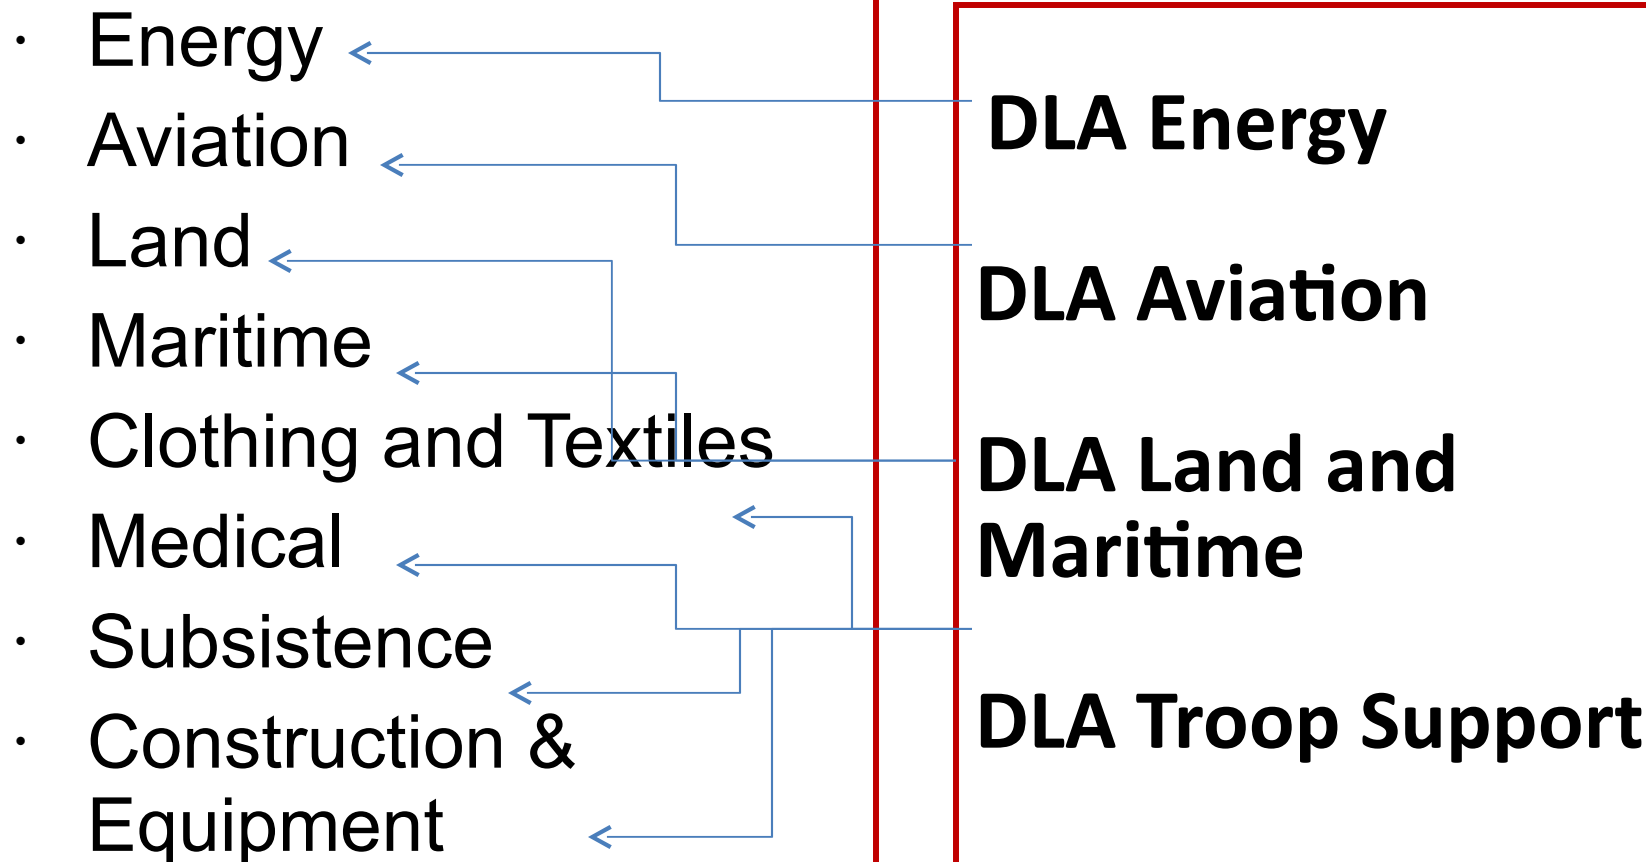 · Energy
· Aviation
· Land
· Maritime
· Clothing and Textiles
· Medical
· Subsistence
· Construction &
Equipment
DLA Energy
DLA Aviation
DLA Land and
Maritime
DLA Troop Support